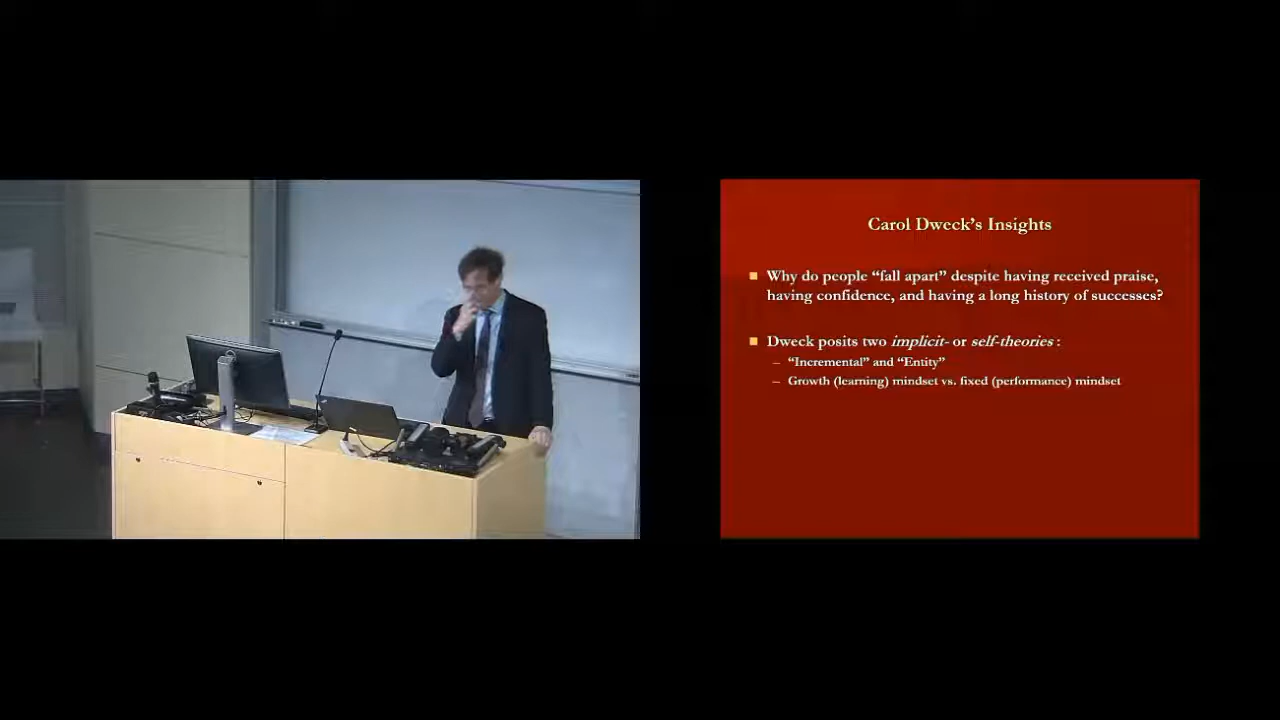 Carol Dweck's Insights
■ Why do people “fall apart” despite having received praise,
having confidence, and having a long history of successes?
■ Dweck posits two implicit- or self-theories :
– “Incremental” and “Entity”
– Growth (learning) mindset vs. fixed (performance) mindset